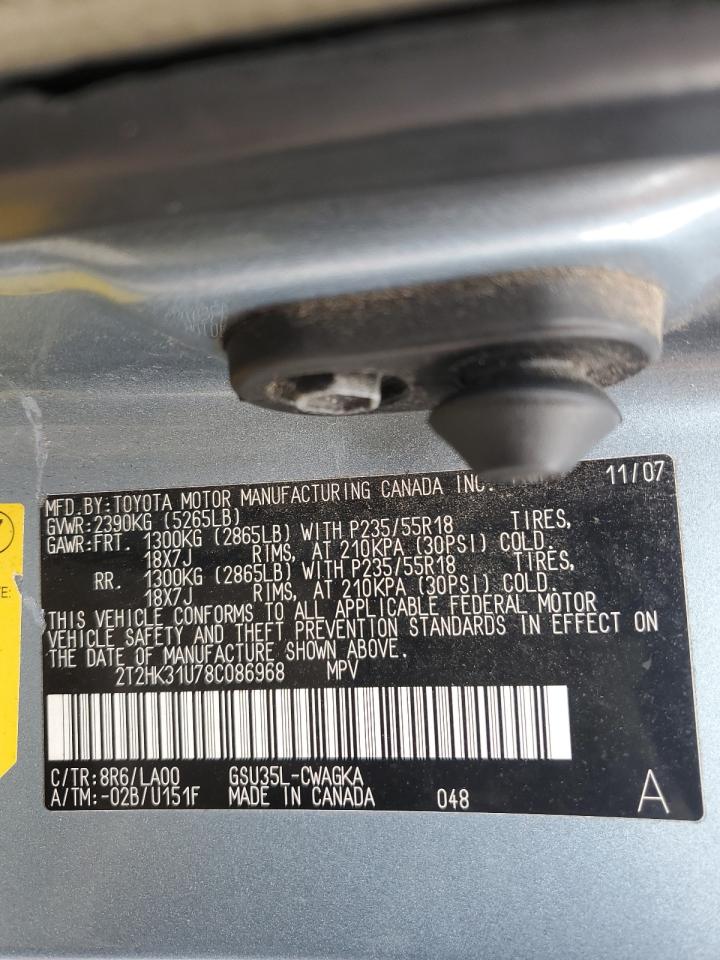 MFD.BY:TOYOTA MOTOR MANUFACTURING CANADA INC. 11/07
GVWR:2390KG (5265LB)
GAWR:FRT. 1300KG (2865LB) WITH P235/55R18 TIRES,
18X7J RIMS, AT 210KPA (30PSI) COLD.
RR. 1300KG (2865LB) WITH P235/55R18 TIRES,
18X7J RIMS, AT 210KPA (30PSI) COLD.
THIS VEHICLE CONFORMS TO ALL APPLICABLE FEDERAL MOTOR
VEHICLE SAFETY AND THEFT PREVENTION STANDARDS IN EFFECT ON
THE DATE OF MANUFACTURE SHOWN ABOVE.
2T2HK31U78C086968 MPV
C/TR:8R6/LA00 GSU35L-CWAGKA
A/TM:-02B/U151F MADE IN CANADA 048 A